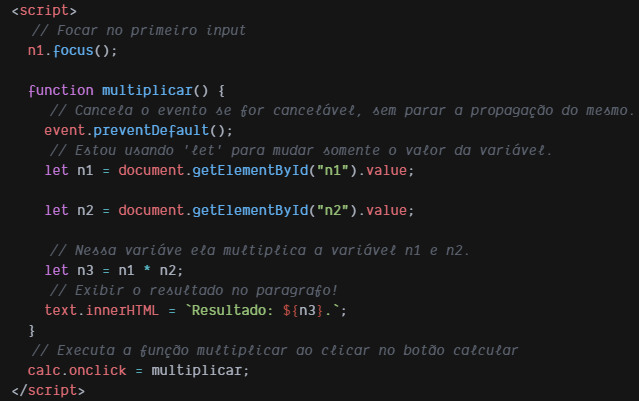 <script>
// Focar no primeiro input
n1.focus();
function multiplicar() {
// Cancela o evento se for cancelável, sem parar a propagação do mesmo.
event.preventDefault();
// Estou usando 'let' para mudar somente o valor da variável.
let n1 = document.getElementById("n1").value;
let n2 = document.getElementById("n2").value;
// Nessa variáve ela multiplica a variável n1 e n2.
let n3 = n1 * n2;
// Exibir o resultado no paragrafo!
text.innerHTML = `Resultado: ${n3}.`;
}
// Executa a função multiplicar ao clicar no botão calcular
calc.onclick = multiplicar;
</script>